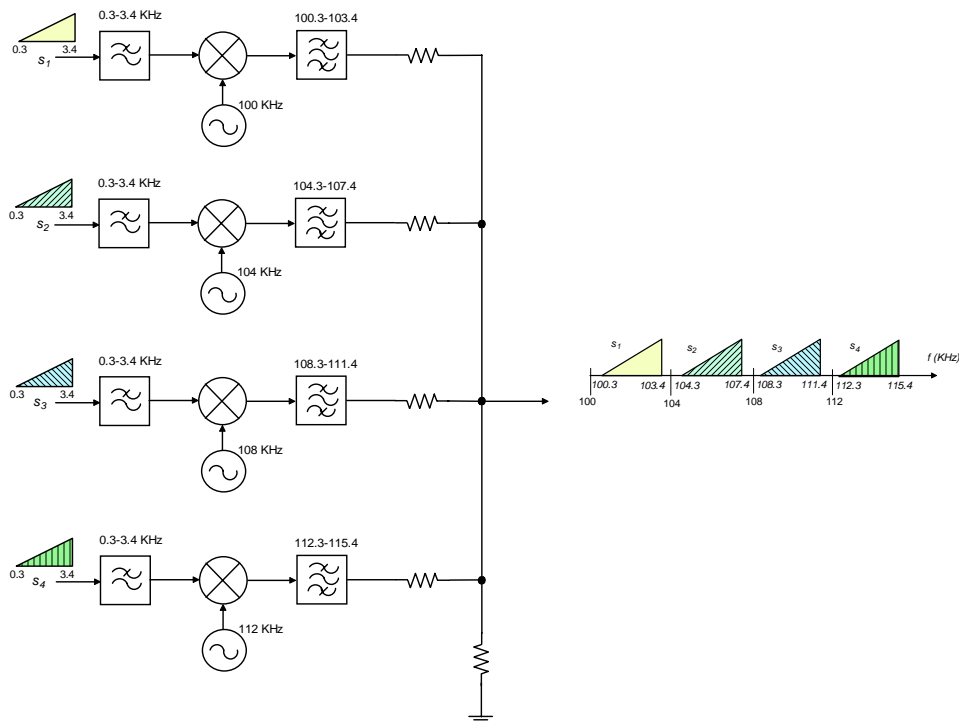 0.3-3.4 KHz
100.3-103.4
0.3 3.4
s1
100 KHz
0.3-3.4 KHz
104.3-107.4
0.3 3.4
s2
104 KHz
0.3-3.4 KHz
108.3-111.4
0.3 3.4
s3
108 KHz
0.3-3.4 KHz
112.3-115.4
0.3 3.4
s4
112 KHz
s1 s2 s3 s4 f (KHz)
100.3 103.4 104.3 107.4 108.3 111.4 112.3 115.4
100 104 108 112